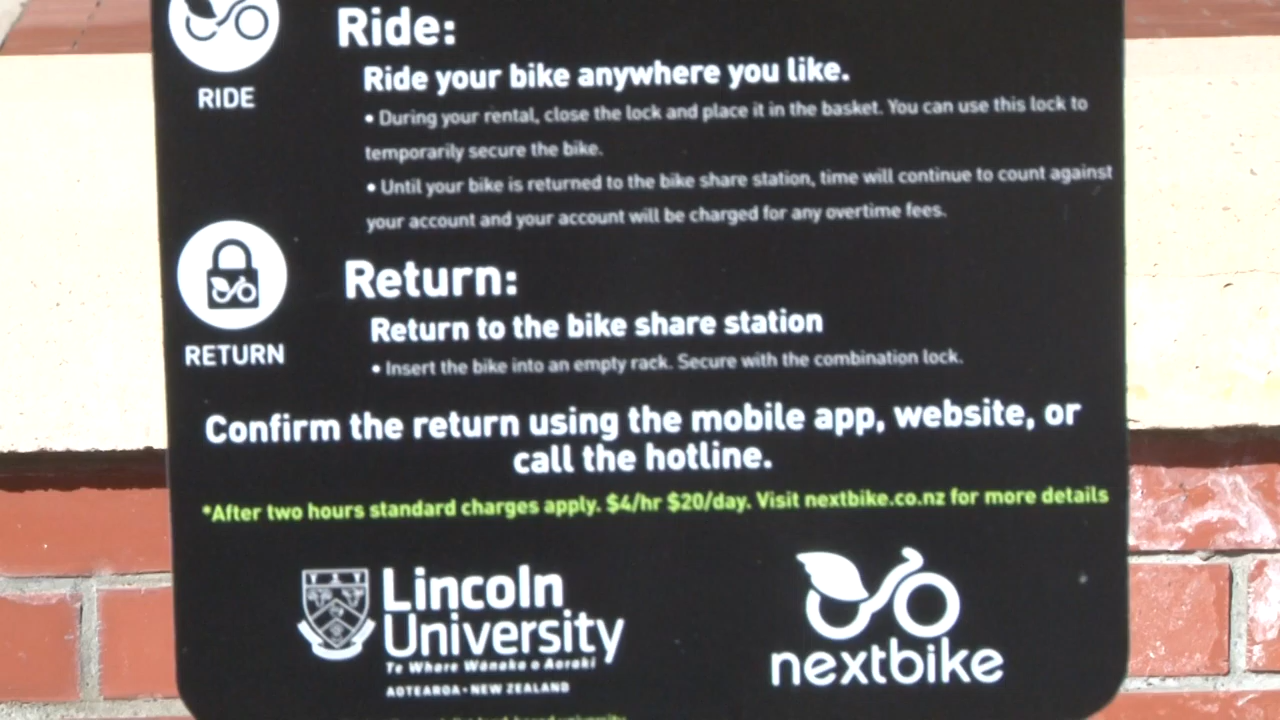 Ride:
RIDE
Ride your bike anywhere you like.
• During your rental, close the lock and place it in the basket. You can use this lock to
temporarily secure the bike.
• Until your bike is returned to the bike share station, time will continue to count against
your account and your account will be charged for any overtime fees.
Return:
RETURN
Return to the bike share station
• Insert the bike into an empty rack. Secure with the combination lock.
Confirm the return using the mobile app, website, or
call the hotline.
*After two hours standard charges apply. $4/hr $20/day. Visit nextbike.co.nz for more details
Lincoln
University
Te Whare Wānaka o Aoraki
AOTEAROA • NEW ZEALAND
nextbike